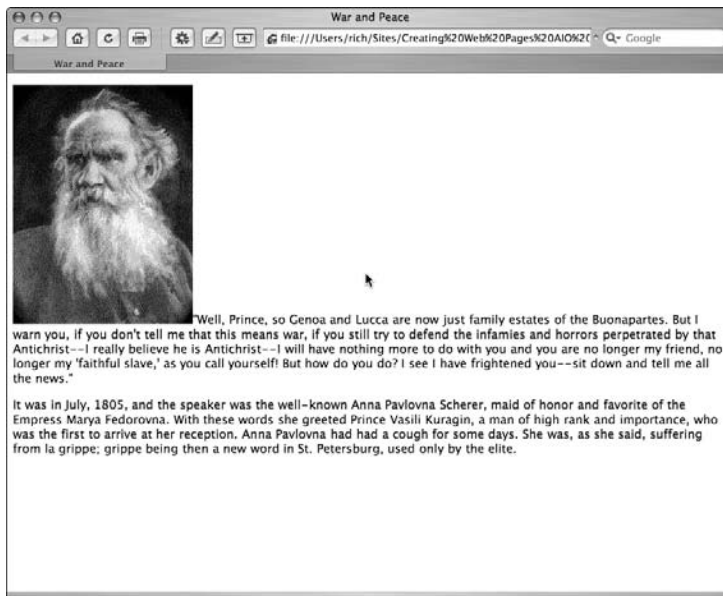 War and Peace
file:///Users/rich/Sites/Creating%20Web%20Pages%20AIO%20(
Google
War and Peace
"Well, Prince, so Genoa and Lucca are now just family estates of the Buonapartes. But I
warn you, if you don't tell me that this means war, if you still try to defend the infamies and horrors perpetrated by that
Antichrist--I really believe he is Antichrist--I will have nothing more to do with you and you are no longer my friend, no
longer my 'faithful slave,' as you call yourself! But how do you do? I see I have frightened you--sit down and tell me all
the news."
It was in July, 1805, and the speaker was the well-known Anna Pavlovna Scherer, maid of honor and favorite of the
Empress Marya Fedorovna. With these words she greeted Prince Vasili Kuragin, a man of high rank and importance, who
was the first to arrive at her reception. Anna Pavlovna had had a cough for some days. She was, as she said, suffering
from la grippe; grippe being then a new word in St. Petersburg, used only by the elite.